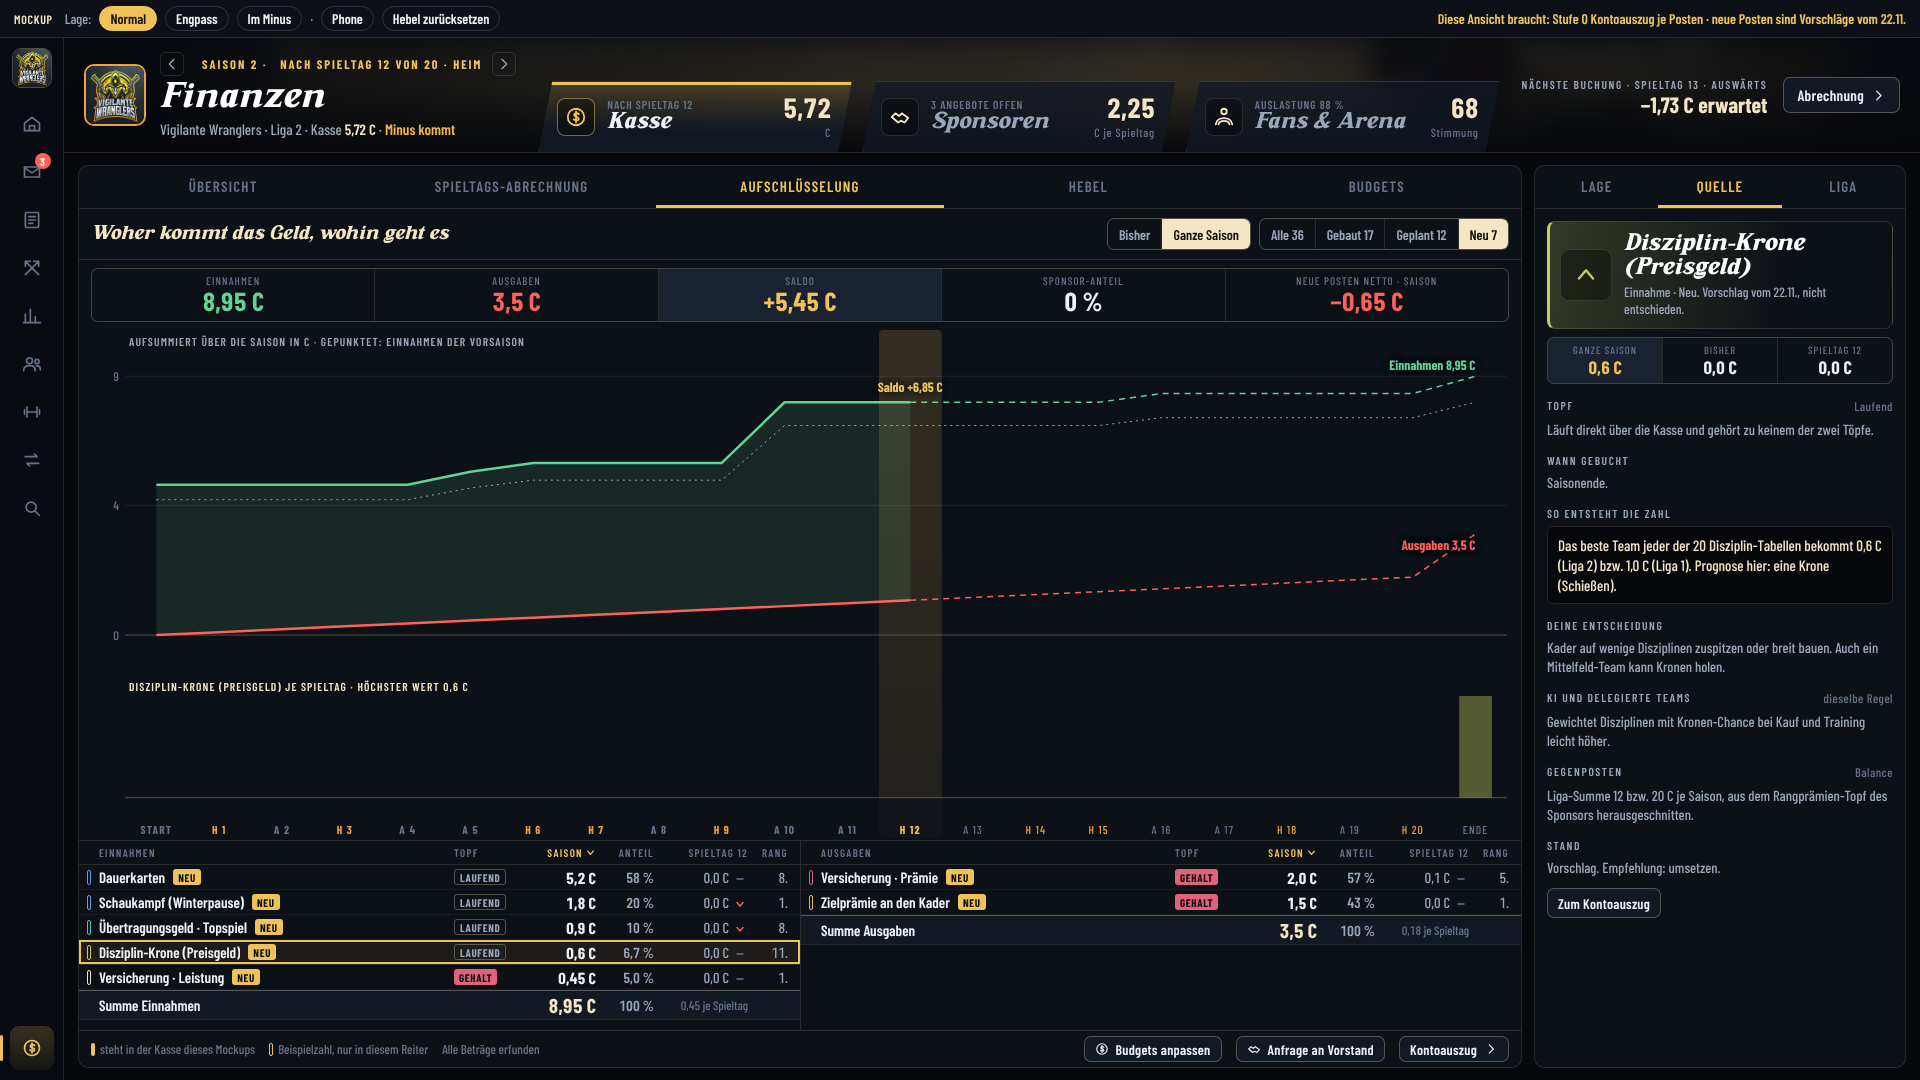 MOCKUP Lage: Normal Engpass Im Minus · Phone Hebel zurücksetzen
Diese Ansicht braucht: Stufe 0 Kontoauszug je Posten · neue Posten sind Vorschläge vom 22.11.
3
VIGILANTE WRANGLERS
SAISON 2 · NACH SPIELTAG 12 VON 20 · HEIM
Finanzen
Vigilante Wranglers · Liga 2 · Kasse 5,72 C · Minus kommt
NACH SPIELTAG 12
Kasse
5,72
C
3 ANGEBOTE OFFEN
Sponsoren
2,25
C je Spieltag
AUSLASTUNG 88 %
Fans & Arena
68
Stimmung
NÄCHSTE BUCHUNG · SPIELTAG 13 · AUSWÄRTS
−1,73 C erwartet
Abrechnung
ÜBERSICHT SPIELTAGS-ABRECHNUNG AUFSCHLÜSSELUNG HEBEL BUDGETS
Woher kommt das Geld, wohin geht es
Bisher Ganze Saison Alle 36 Gebaut 17 Geplant 12 Neu 7
EINNAHMEN
8,95 C
AUSGABEN
3,5 C
SALDO
+5,45 C
SPONSOR-ANTEIL
0 %
NEUE POSTEN NETTO · SAISON
−0,65 C
AUFSUMMIERT ÜBER DIE SAISON IN C · GEPUNKTET: EINNAHMEN DER VORSAISON
Einnahmen 8,95 C
9
Saldo +6,85 C
4
Ausgaben 3,5 C
0
DISZIPLIN-KRONE (PREISGELD) JE SPIELTAG · HÖCHSTER WERT 0,6 C
START H 1 A 2 H 3 A 4 A 5 H 6 H 7 A 8 H 9 A 10 A 11 H 12 A 13 H 14 H 15 A 16 A 17 H 18 A 19 H 20 ENDE
EINNAHMEN TOPF SAISON ANTEIL SPIELTAG 12 RANG
Dauerkarten NEU LAUFEND 5,2 C 58 % 0,0 C – 8.
Schaukampf (Winterpause) NEU LAUFEND 1,8 C 20 % 0,0 C 1.
Übertragungsgeld · Topspiel NEU LAUFEND 0,9 C 10 % 0,0 C 8.
Disziplin-Krone (Preisgeld) NEU LAUFEND 0,6 C 6,7 % 0,0 C – 11.
Versicherung · Leistung NEU GEHALT 0,45 C 5,0 % 0,0 C – 1.
Summe Einnahmen 8,95 C 100 % 0,45 je Spieltag
AUSGABEN TOPF SAISON ANTEIL SPIELTAG 12 RANG
Versicherung · Prämie NEU GEHALT 2,0 C 57 % 0,1 C – 5.
Zielprämie an den Kader NEU GEHALT 1,5 C 43 % 0,0 C – 1.
Summe Ausgaben 3,5 C 100 % 0,18 je Spieltag
steht in der Kasse dieses Mockups Beispielzahl, nur in diesem Reiter Alle Beträge erfunden
Budgets anpassen Anfrage an Vorstand Kontoauszug
LAGE QUELLE LIGA
Disziplin-Krone
(Preisgeld)
Einnahme · Neu. Vorschlag vom 22.11., nicht
entschieden.
GANZE SAISON
0,6 C
BISHER
0,0 C
SPIELTAG 12
0,0 C
TOPF Laufend
Läuft direkt über die Kasse und gehört zu keinem der zwei Töpfe.
WANN GEBUCHT
Saisonende.
SO ENTSTEHT DIE ZAHL
Das beste Team jeder der 20 Disziplin-Tabellen bekommt 0,6 C
(Liga 2) bzw. 1,0 C (Liga 1). Prognose hier: eine Krone
(Schießen).
DEINE ENTSCHEIDUNG
Kader auf wenige Disziplinen zuspitzen oder breit bauen. Auch ein
Mittelfeld-Team kann Kronen holen.
KI UND DELEGIERTE TEAMS dieselbe Regel
Gewichtet Disziplinen mit Kronen-Chance bei Kauf und Training
leicht höher.
GEGENPOSTEN Balance
Liga-Summe 12 bzw. 20 C je Saison, aus dem Rangprämien-Topf des
Sponsors herausgeschnitten.
STAND
Vorschlag. Empfehlung: umsetzen.
Zum Kontoauszug